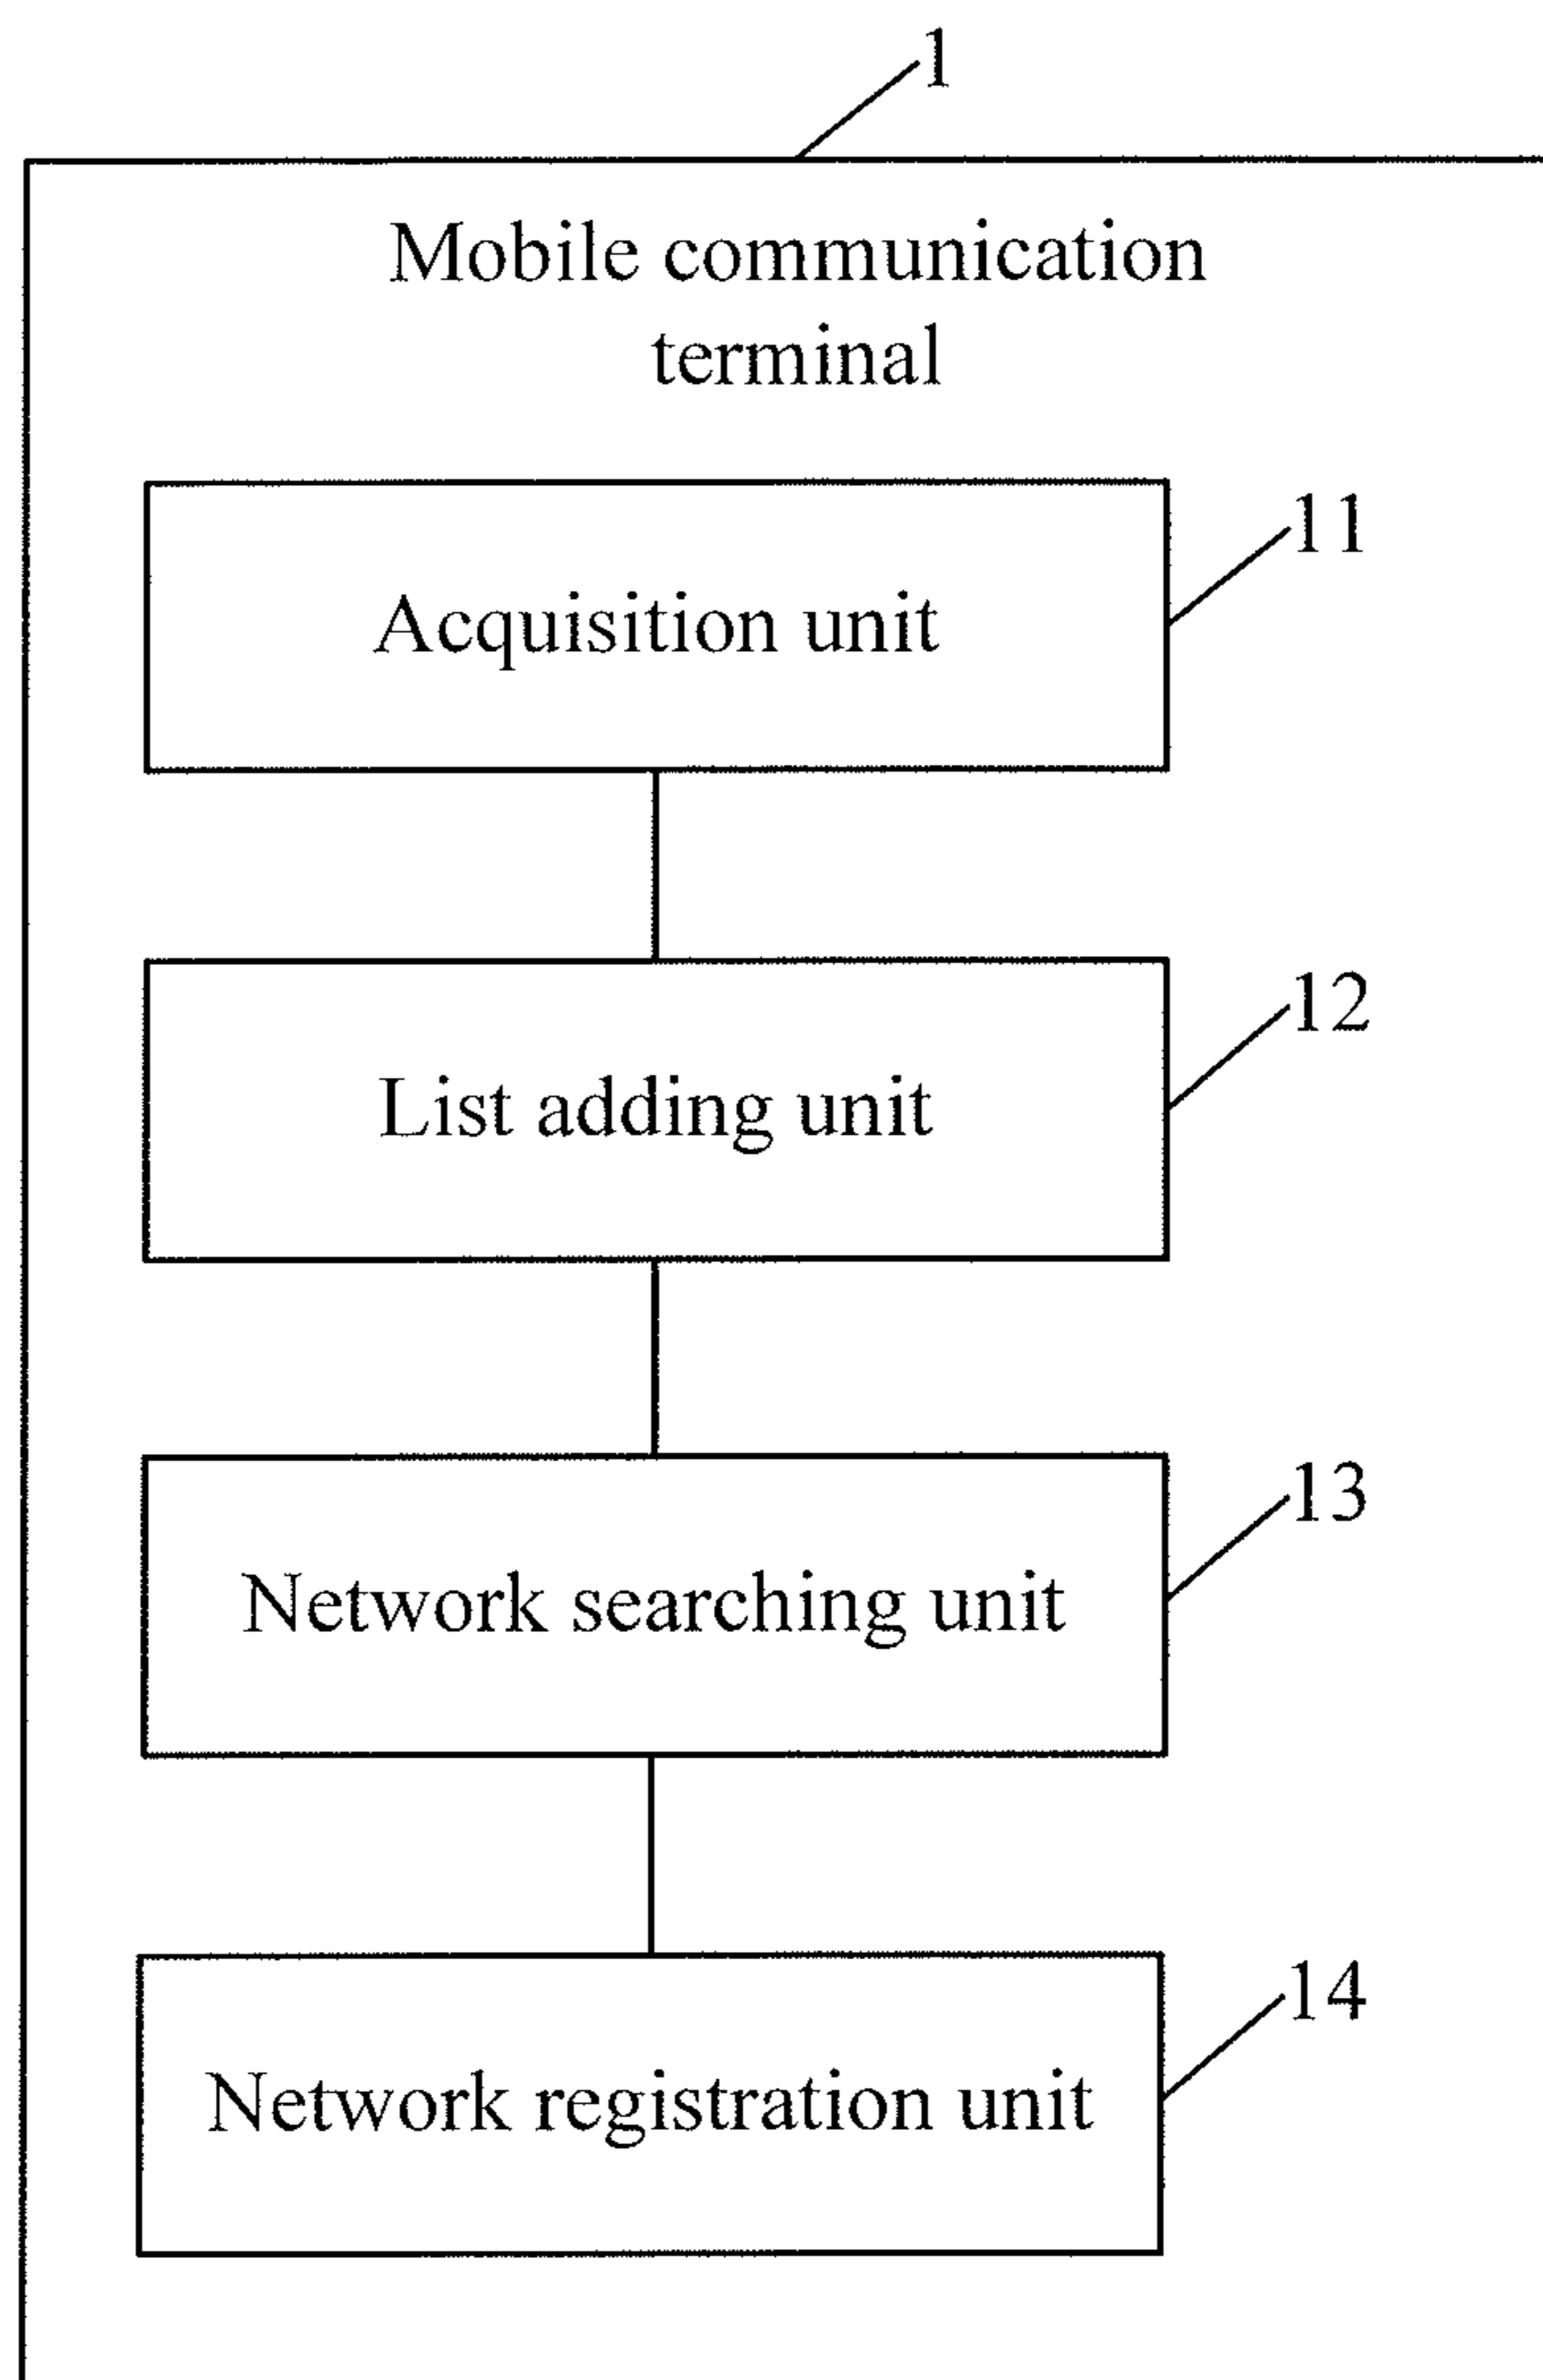 1
Mobile communication
terminal
11
Acquisition unit
12
List adding unit
13
Network searching unit
14
Network registration unit